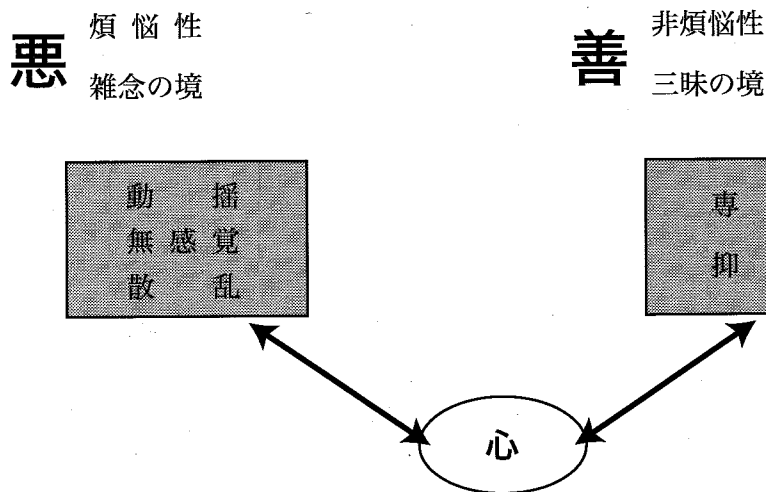 悪
煩悩性
雑念の境
善
非煩悩性
三昧の境
動揺
無感覚
散乱
専
抑
心